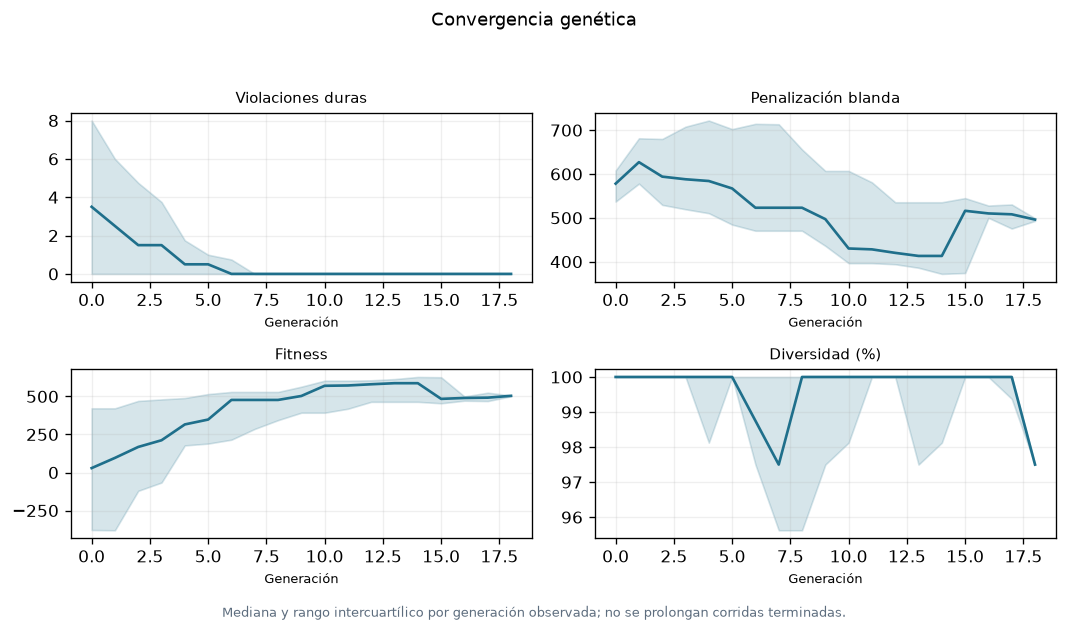 Convergencia genética
Violaciones duras
8
6
4
2
0
0.0 2.5 5.0 7.5 10.0 12.5 15.0 17.5
Generación
Penalización blanda
700
600
500
400
0.0 2.5 5.0 7.5 10.0 12.5 15.0 17.5
Generación
Fitness
500
250
0
−250
0.0 2.5 5.0 7.5 10.0 12.5 15.0 17.5
Generación
Diversidad (%)
100
99
98
97
96
0.0 2.5 5.0 7.5 10.0 12.5 15.0 17.5
Generación
Mediana y rango intercuartílico por generación observada; no se prolongan corridas terminadas.